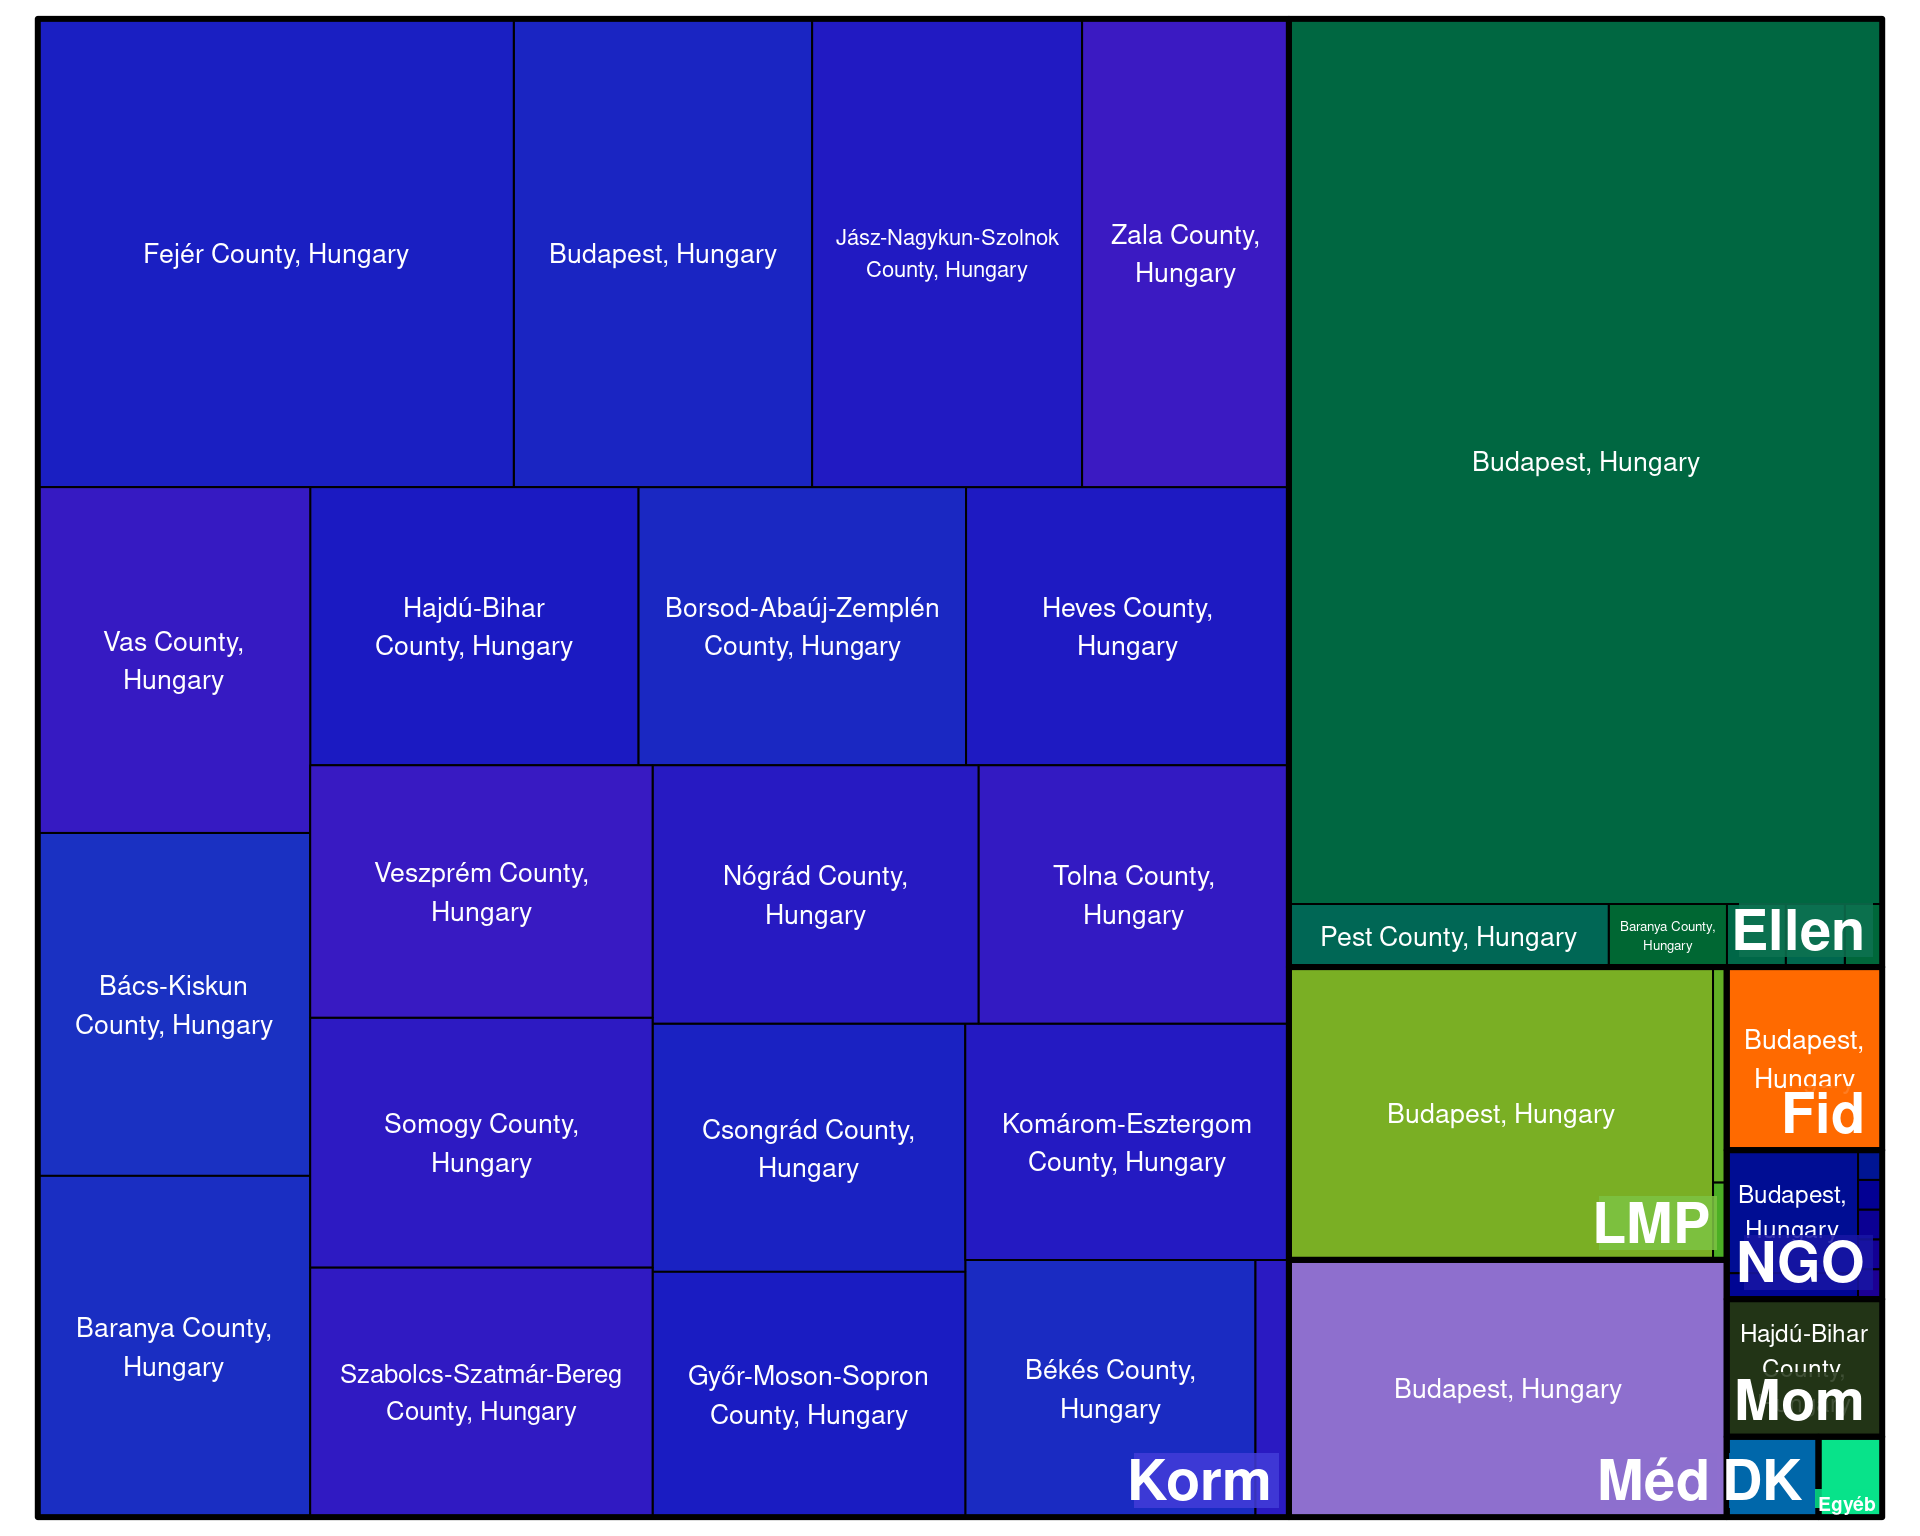 Fejér County, Hungary
Budapest, Hungary
Jász-Nagykun-Szolnok
County, Hungary
Zala County,
Hungary
Vas County,
Hungary
Hajdú-Bihar
County, Hungary
Borsod-Abaúj-Zemplén
County, Hungary
Heves County,
Hungary
Bács-Kiskun
County, Hungary
Veszprém County,
Hungary
Nógrád County,
Hungary
Tolna County,
Hungary
Somogy County,
Hungary
Csongrád County,
Hungary
Komárom-Esztergom
County, Hungary
Baranya County,
Hungary
Szabolcs-Szatmár-Bereg
County, Hungary
Győr-Moson-Sopron
County, Hungary
Békés County,
Hungary
Korm
Budapest, Hungary
Pest County, Hungary
Baranya County,
Hungary
Ellen
Budapest, Hungary
LMP
Budapest,
Hungary
Fid
Budapest,
Hungary
NGO
Budapest, Hungary
Méd
Hajdú-Bihar
County,
Mom
DK
Egyéb